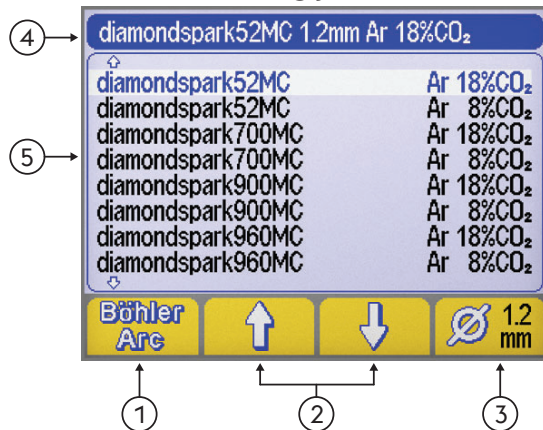 4
diamondspark52MC 1.2mm Ar 18%CO₂
5
diamondspark52MC Ar 18%CO₂
diamondspark52MC Ar 8%CO₂
diamondspark700MC Ar 18%CO₂
diamondspark700MC Ar 8%CO₂
diamondspark900MC Ar 18%CO₂
diamondspark900MC Ar 8%CO₂
diamondspark960MC Ar 18%CO₂
diamondspark960MC Ar 8%CO₂
Böhler
Arc
1.2
mm
1
2
3